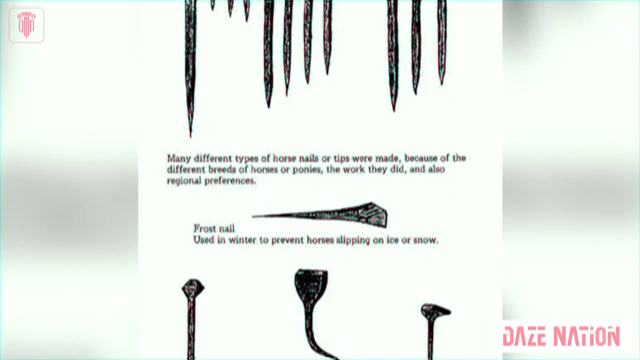 Many different types of horse nails or tips were made, because of the
different breeds of horses or ponies, the work they did, and also
regional preferences.
Frost nail
Used in winter to prevent horses slipping on ice or snow.
DAZE NATION